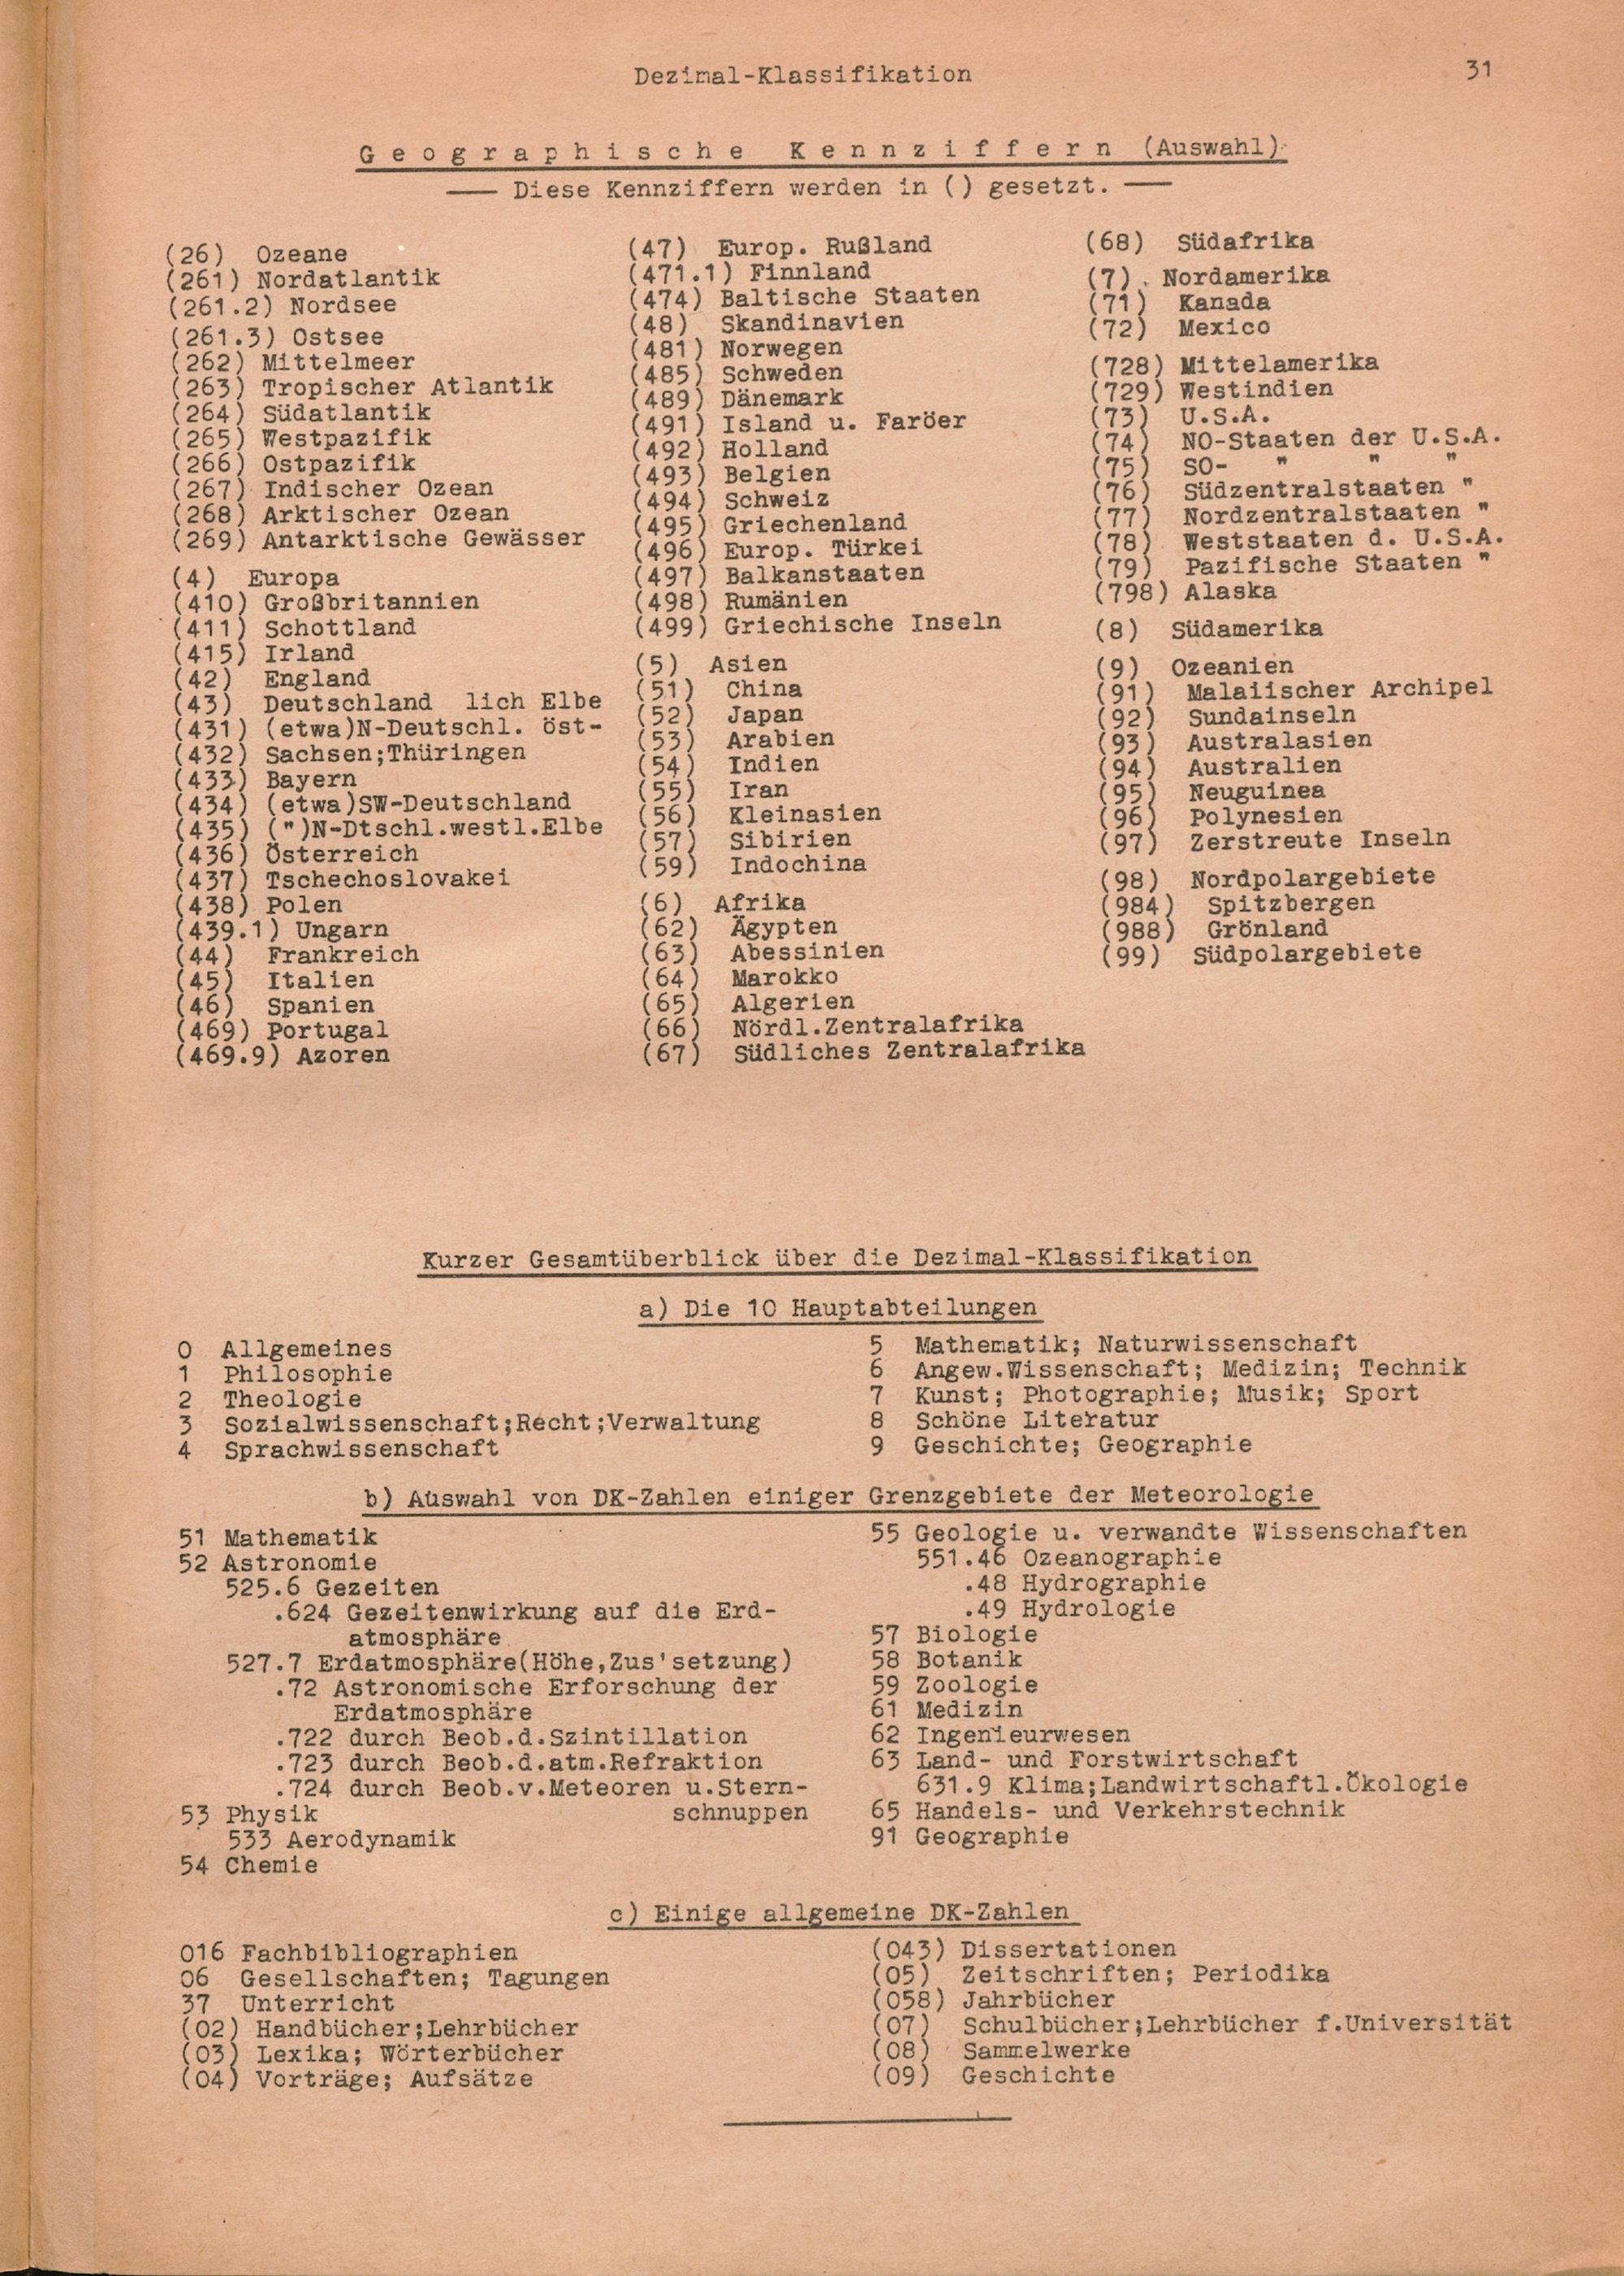 Dezimal-Klassifikation
31
Geographische Kennziffern (Auswahl)
Diese Kennziffern werden in () gesetzt.
(26) Ozeane
(261) Nordatlantik
(261.2) Nordsee
(261.3) Ostsee
(262) Mittelmeer
(263) Tropischer Atlantik
(264) Südatlantik
(265) Westpazifik
(266) Ostpazifik
(267) Indischer Ozean
(268) Arktischer Ozean
(269) Antarktische Gewässer
(4) Europa
(410) Großbritannien
(411) Schottland
(415) Irland
(42) England
(43) Deutschland lich Elbe
(431) (etwa)N-Deutschl. öst-
(432) Sachsen;Thüringen
(433) Bayern
(434) (etwa)SW-Deutschland
(435) (")N-Dtschl.westl.Elbe
(436) Österreich
(437) Tschechoslovakei
(438) Polen
(439.1) Ungarn
(44) Frankreich
(45) Italien
(46) Spanien
(469) Portugal
(469.9) Azoren
(47) Europ. Rußland
(471.1) Finnland
(474) Baltische Staaten
(48) Skandinavien
(481) Norwegen
(485) Schweden
(489) Dänemark
(491) Island u. Faröer
(492) Holland
(493) Belgien
(494) Schweiz
(495) Griechenland
(496) Europ. Türkei
(497) Balkanstaaten
(498) Rumänien
(499) Griechische Inseln
(5) Asien
(51) China
(52) Japan
(53) Arabien
(54) Indien
(55) Iran
(56) Kleinasien
(57) Sibirien
(59) Indochina
(6) Afrika
(62) Ägypten
(63) Abessinien
(64) Marokko
(65) Algerien
(66) Nördl.Zentralafrika
(67) Südliches Zentralafrika
(68) Südafrika
(7) Nordamerika
(71) Kanada
(72) Mexico
(728) Mittelamerika
(729) Westindien
(73) U.S.A.
(74) NO-Staaten der U.S.A.
(75) SO- " " "
(76) Südzentralstaaten "
(77) Nordzentralstaaten "
(78) Weststaaten d. U.S.A.
(79) Pazifische Staaten "
(798) Alaska
(8) Südamerika
(9) Ozeanien
(91) Malaiischer Archipel
(92) Sundainseln
(93) Australasien
(94) Australien
(95) Neuguinea
(96) Polynesien
(97) Zerstreute Inseln
(98) Nordpolargebiete
(984) Spitzbergen
(988) Grönland
(99) Südpolargebiete
Kurzer Gesamtüberblick über die Dezimal-Klassifikation
a) Die 10 Hauptabteilungen
0 Allgemeines
1 Philosophie
2 Theologie
3 Sozialwissenschaft;Recht;Verwaltung
4 Sprachwissenschaft
5 Mathematik; Naturwissenschaft
6 Angew.Wissenschaft; Medizin; Technik
7 Kunst; Photographie; Musik; Sport
8 Schöne Literatur
9 Geschichte; Geographie
b) Auswahl von DK-Zahlen einiger Grenzgebiete der Meteorologie
51 Mathematik
52 Astronomie
525.6 Gezeiten
.624 Gezeitenwirkung auf die Erd-
atmosphäre
527.7 Erdatmosphäre(Höhe,Zus'setzung)
.72 Astronomische Erforschung der
Erdatmosphäre
.722 durch Beob.d.Szintillation
.723 durch Beob.d.atm.Refraktion
.724 durch Beob.v.Meteoren u.Stern-
53 Physik schnuppen
533 Aerodynamik
54 Chemie
55 Geologie u. verwandte Wissenschaften
551.46 Ozeanographie
.48 Hydrographie
.49 Hydrologie
57 Biologie
58 Botanik
59 Zoologie
61 Medizin
62 Ingenieurwesen
63 Land- und Forstwirtschaft
631.9 Klima;Landwirtschaftl.Ökologie
65 Handels- und Verkehrstechnik
91 Geographie
c) Einige allgemeine DK-Zahlen
016 Fachbibliographien
06 Gesellschaften; Tagungen
37 Unterricht
(02) Handbücher;Lehrbücher
(03) Lexika; Wörterbücher
(04) Vorträge; Aufsätze
(043) Dissertationen
(05) Zeitschriften; Periodika
(058) Jahrbücher
(07) Schulbücher;Lehrbücher f.Universität
(08) Sammelwerke
(09) Geschichte